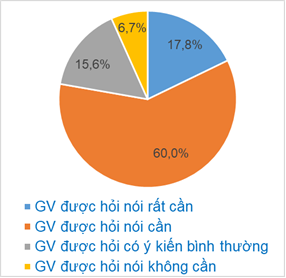 6,7%
17,8%
15,6%
60,0%
GV được hỏi nói rất cần
GV được hỏi nói cần
GV được hỏi có ý kiến bình thường
GV được hỏi nói không cần